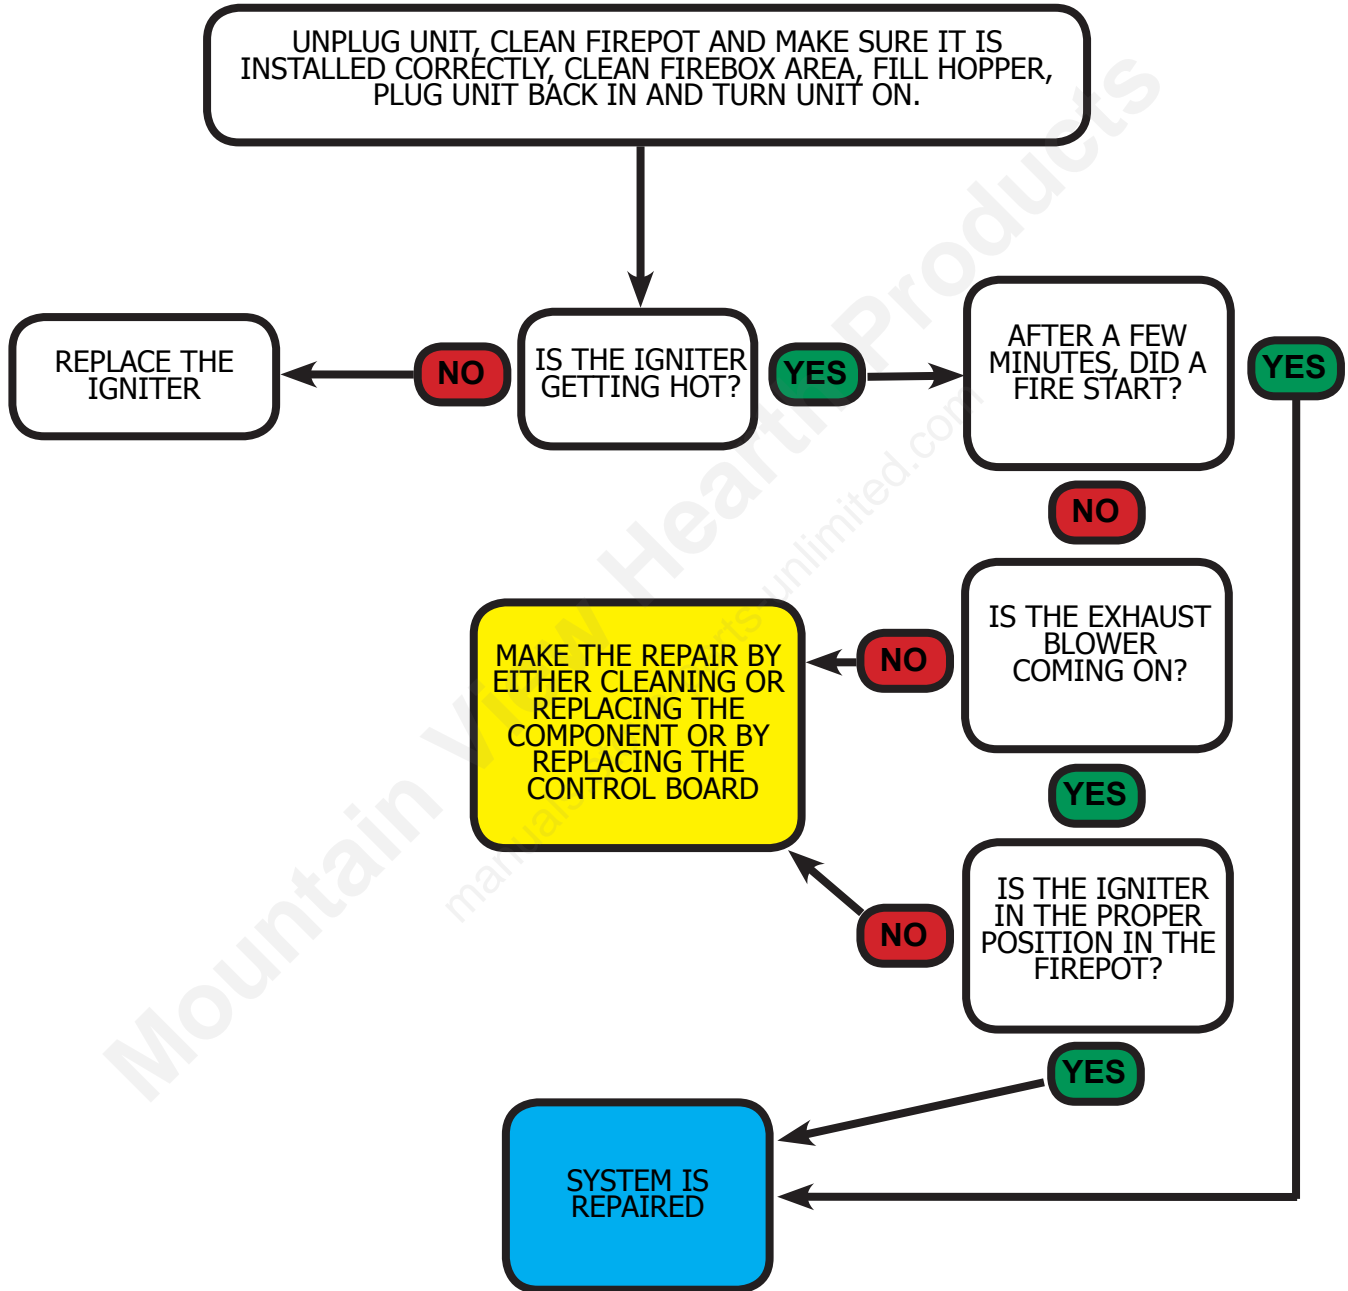 UNPLUG UNIT, CLEAN FIREPOT AND MAKE SURE IT IS
INSTALLED CORRECTLY, CLEAN FIREBOX AREA, FILL HOPPER,
PLUG UNIT BACK IN AND TURN UNIT ON.
REPLACE THE
IGNITER
NO
IS THE IGNITER
GETTING HOT?
YES
AFTER A FEW
MINUTES, DID A
FIRE START?
YES
NO
IS THE EXHAUST
BLOWER
COMING ON?
NO
MAKE THE REPAIR BY
EITHER CLEANING OR
REPLACING THE
COMPONENT OR BY
REPLACING THE
CONTROL BOARD
YES
IS THE IGNITER
IN THE PROPER
POSITION IN THE
FIREPOT?
NO
YES
SYSTEM IS
REPAIRED
Mountain View Hearth Products